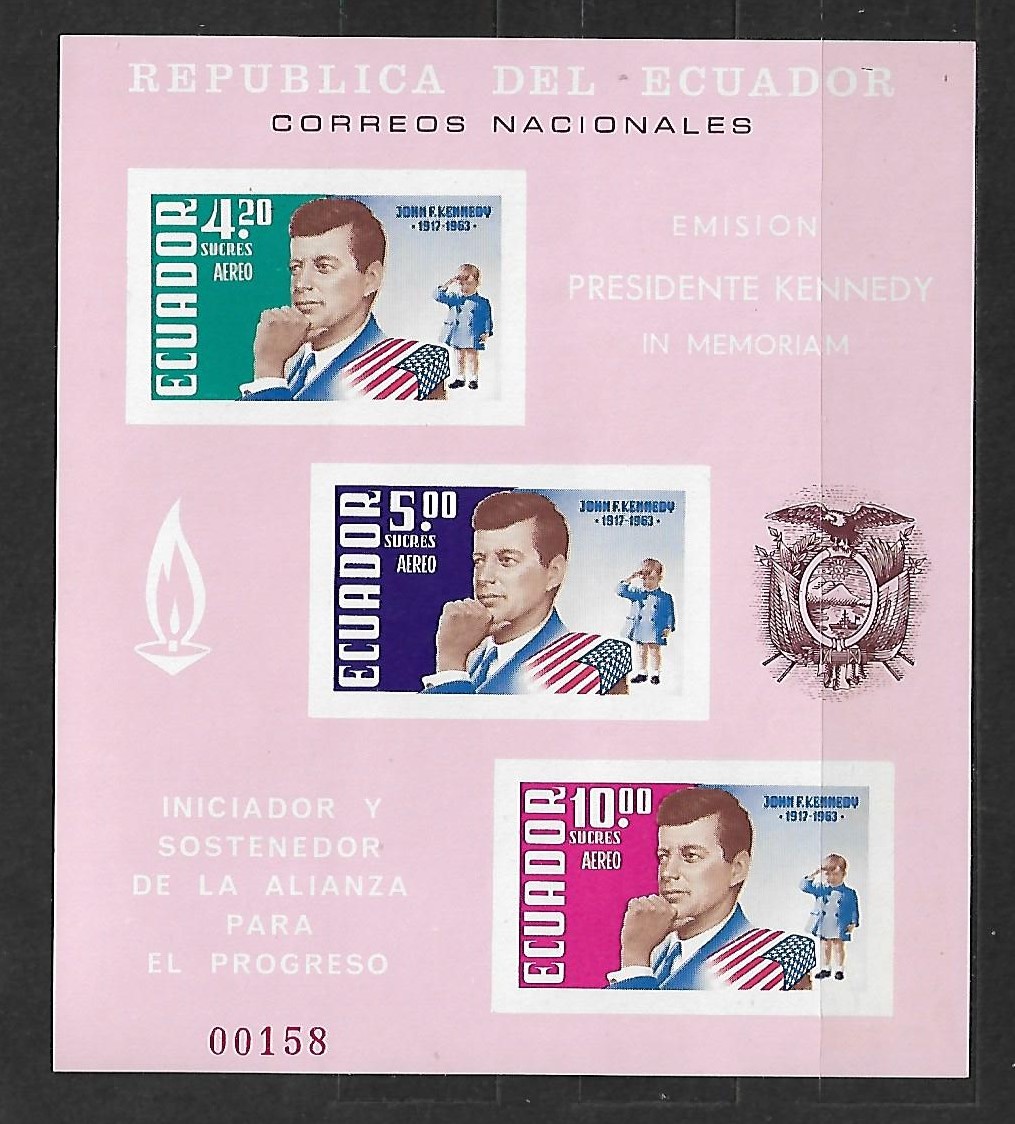 REPUBLICA DEL ECUADOR
CORREOS NACIONALES
ECUADOR
4.20
SUCRES
AEREO
JOHN F. KENNEDY
·1917-1963·
EMISION
PRESIDENTE KENNEDY
IN MEMORIAM
ECUADOR
5.00
SUCRES
AEREO
JOHN F. KENNEDY
·1917-1963·
ECUADOR
10.00
SUCRES
AEREO
JOHN F. KENNEDY
·1917-1963·
INICIADOR Y
SOSTENEDOR
DE LA ALIANZA
PARA
EL PROGRESO
00158